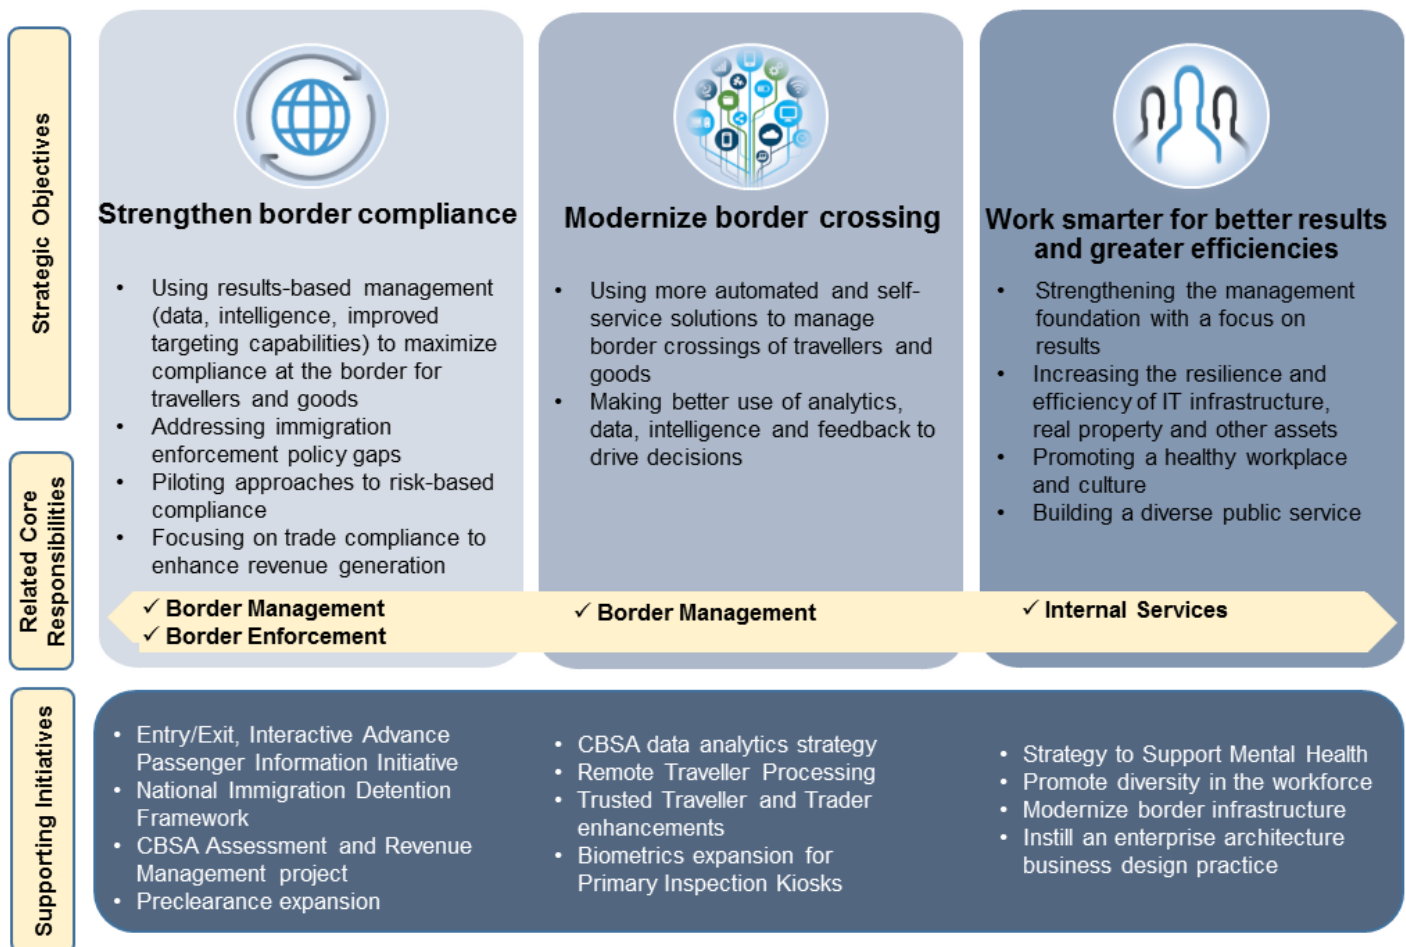 Strategic Objectives
Strengthen border compliance
• Using results-based management
(data, intelligence, improved
targeting capabilities) to maximize
compliance at the border for
travellers and goods
• Addressing immigration
enforcement policy gaps
• Piloting approaches to risk-based
compliance
• Focusing on trade compliance to
enhance revenue generation
Modernize border crossing
• Using more automated and self-
service solutions to manage
border crossings of travellers and
goods
• Making better use of analytics,
data, intelligence and feedback to
drive decisions
Work smarter for better results
and greater efficiencies
• Strengthening the management
foundation with a focus on
results
• Increasing the resilience and
efficiency of IT infrastructure,
real property and other assets
• Promoting a healthy workplace
and culture
• Building a diverse public service
Related Core
Responsibilities
✓ Border Management
✓ Border Enforcement
✓ Border Management
✓ Internal Services
Supporting Initiatives
• Entry/Exit, Interactive Advance
Passenger Information Initiative
• National Immigration Detention
Framework
• CBSA Assessment and Revenue
Management project
• Preclearance expansion
• CBSA data analytics strategy
• Remote Traveller Processing
• Trusted Traveller and Trader
enhancements
• Biometrics expansion for
Primary Inspection Kiosks
• Strategy to Support Mental Health
• Promote diversity in the workforce
• Modernize border infrastructure
• Instill an enterprise architecture
business design practice